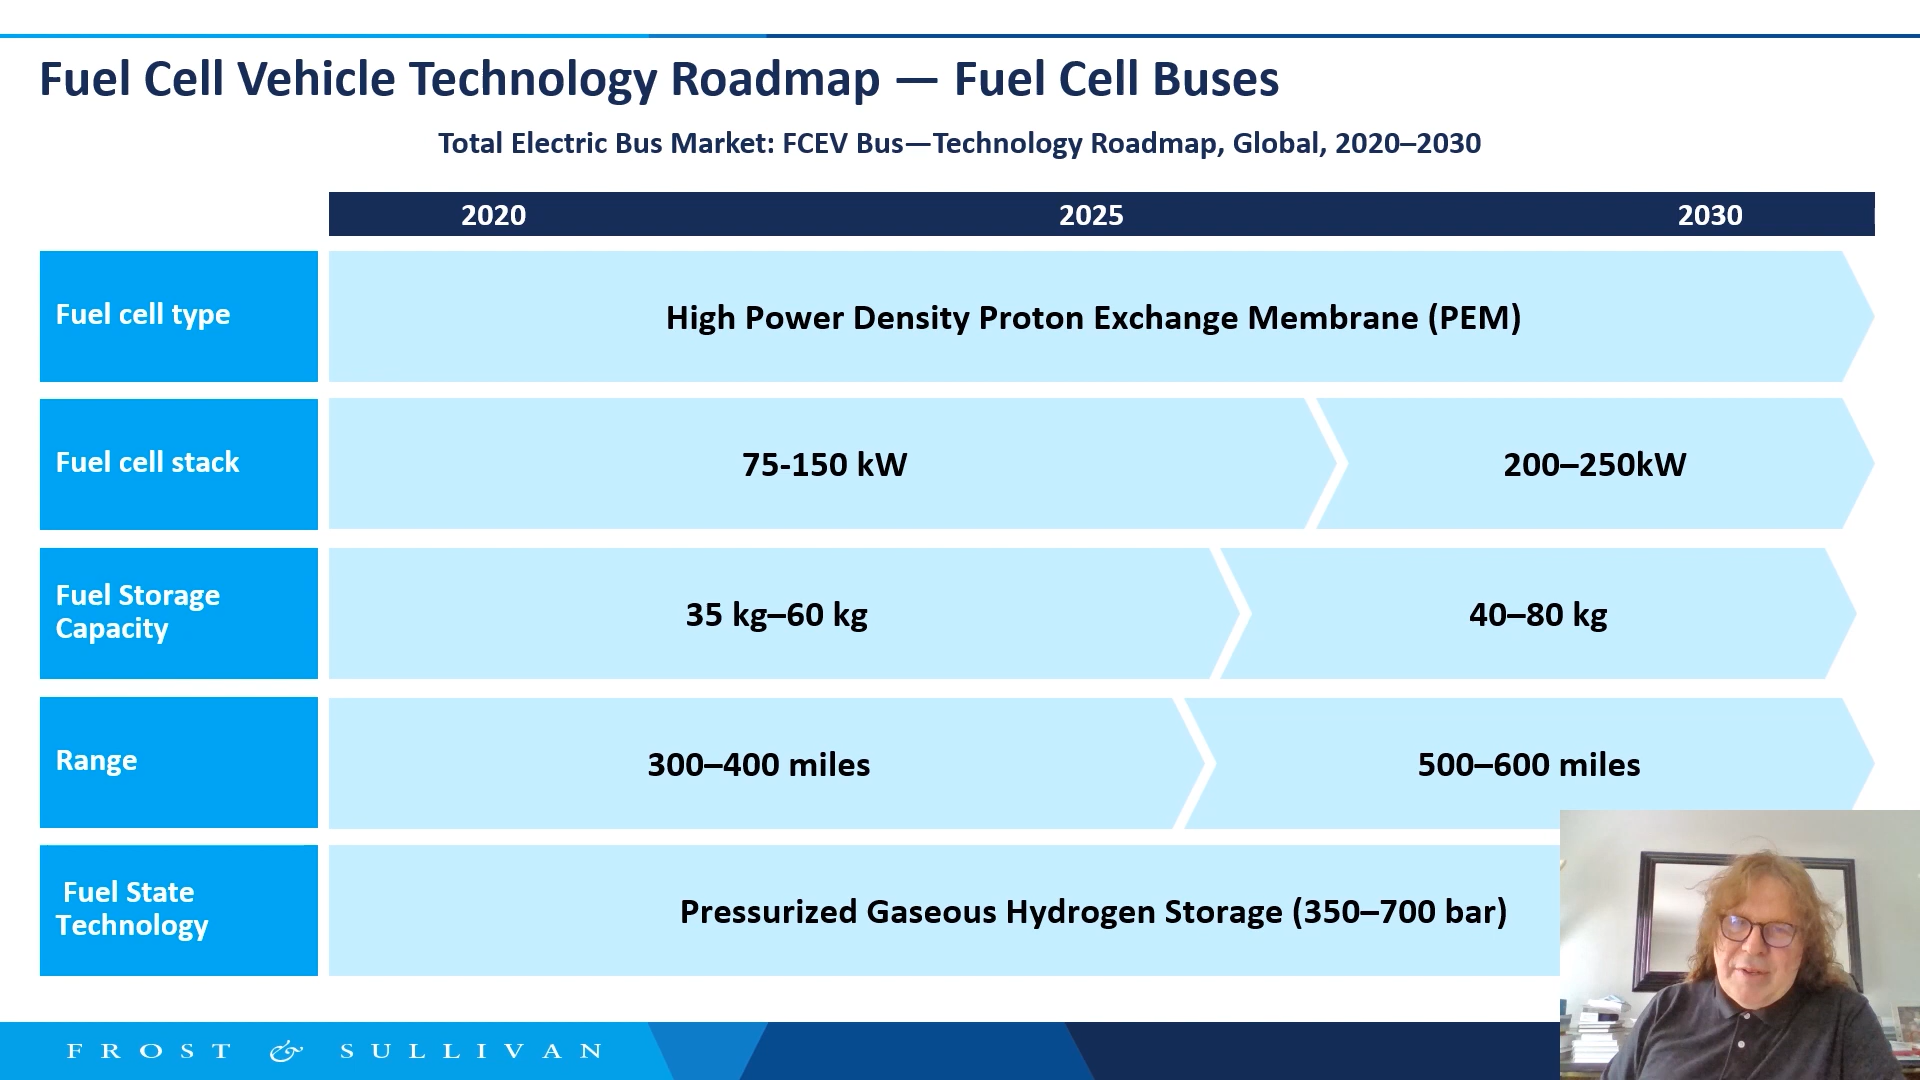 Fuel Cell Vehicle Technology Roadmap — Fuel Cell Buses
Total Electric Bus Market: FCEV Bus—Technology Roadmap, Global, 2020–2030
2020 2025 2030
Fuel cell type
High Power Density Proton Exchange Membrane (PEM)
Fuel cell stack
75-150 kW
200–250kW
Fuel Storage
Capacity
35 kg–60 kg
40–80 kg
Range
300–400 miles
500–600 miles
Fuel State
Technology
Pressurized Gaseous Hydrogen Storage (350–700 bar)
FROST & SULLIVAN